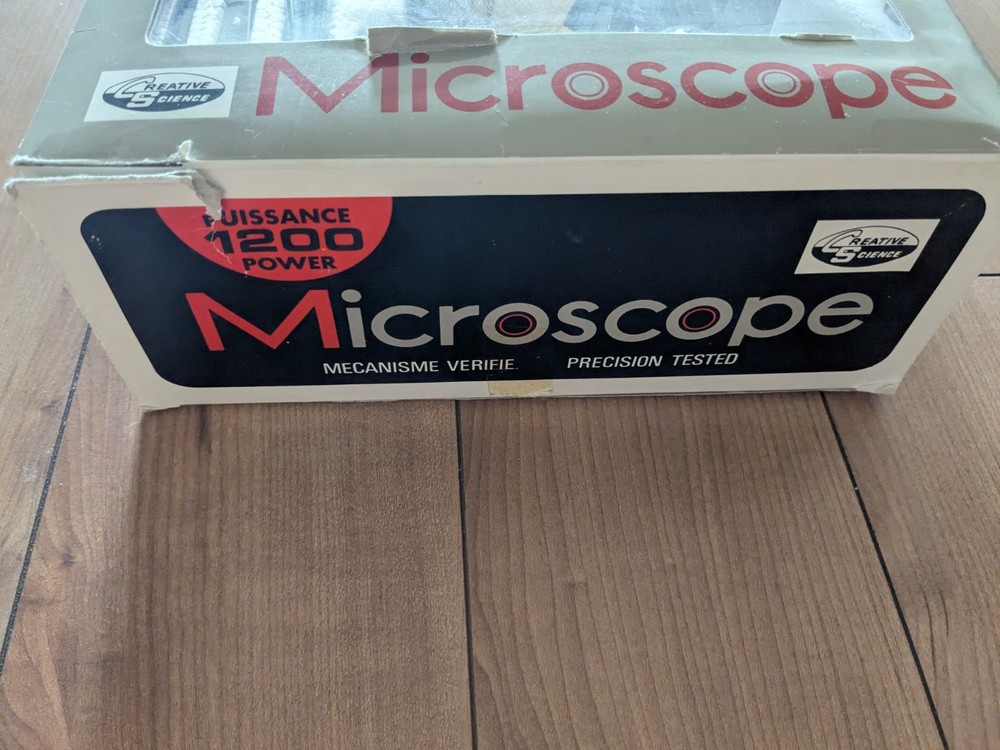 CREATIVE
SCIENCE
Microscope
PUISSANCE
1200
POWER
CREATIVE
SCIENCE
Microscope
MECANISME VERIFIE. PRECISION TESTED